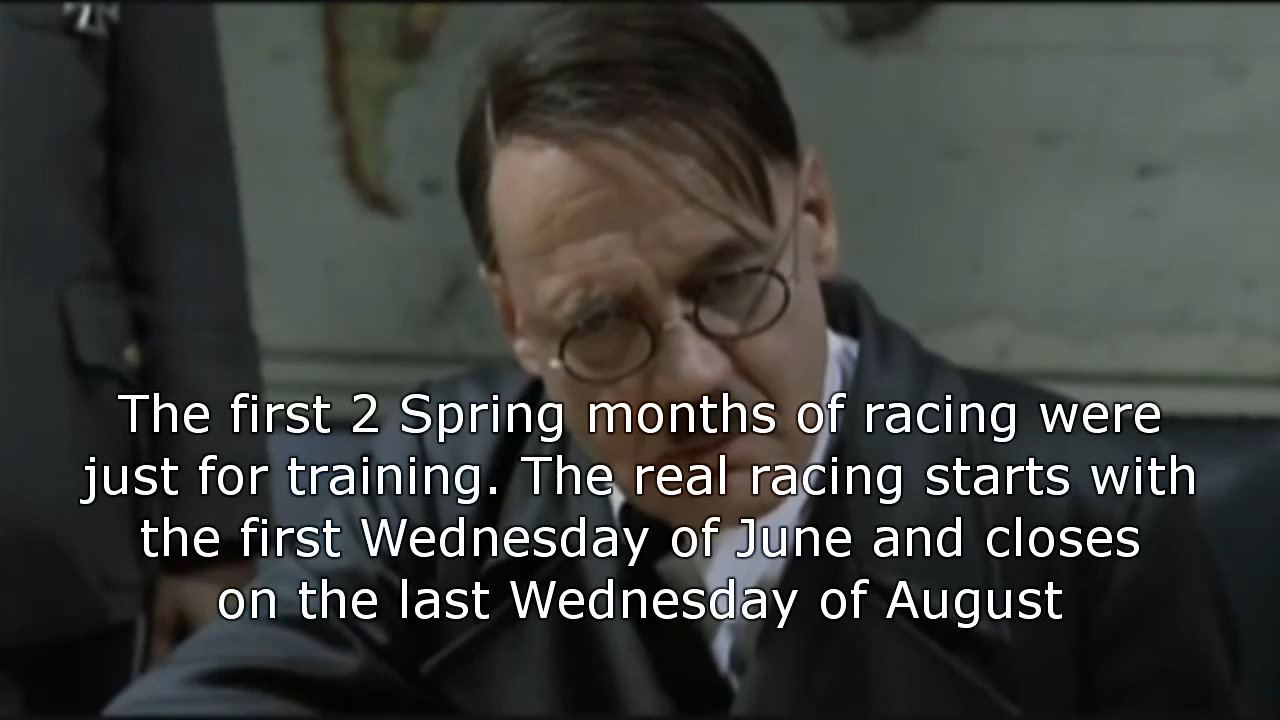 The first 2 Spring months of racing were
just for training. The real racing starts with
the first Wednesday of June and closes
on the last Wednesday of August